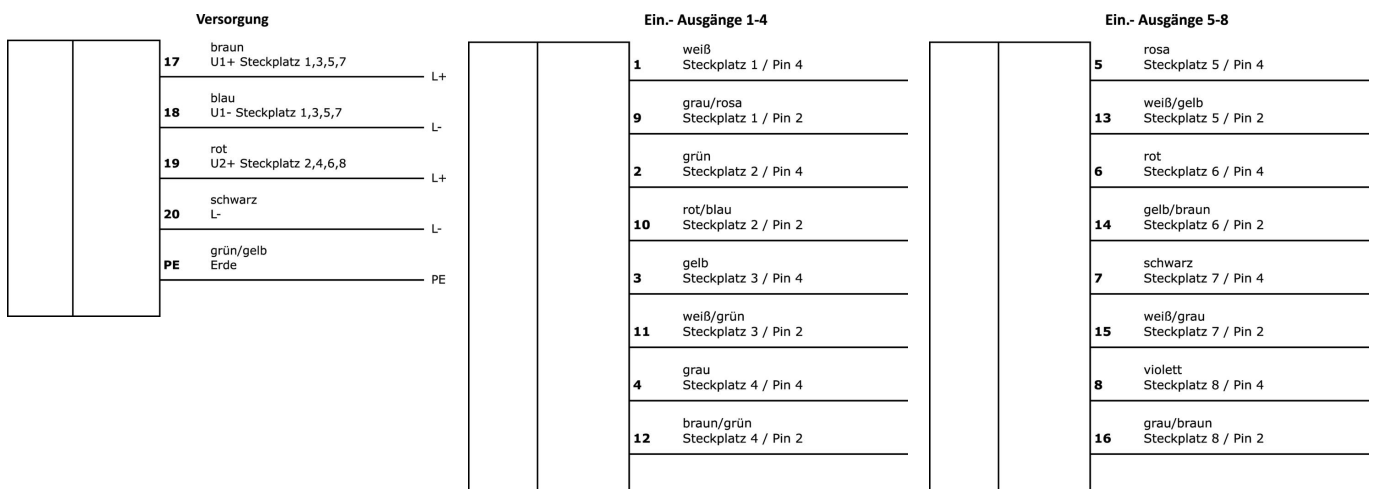 Versorgung
17
braun
U1+ Steckplatz 1,3,5,7
L+
18
blau
U1- Steckplatz 1,3,5,7
L-
19
rot
U2+ Steckplatz 2,4,6,8
L+
20
schwarz
L-
L-
PE
grün/gelb
Erde
PE
Ein.- Ausgänge 1-4
1
weiß
Steckplatz 1 / Pin 4
9
grau/rosa
Steckplatz 1 / Pin 2
2
grün
Steckplatz 2 / Pin 4
10
rot/blau
Steckplatz 2 / Pin 2
3
gelb
Steckplatz 3 / Pin 4
11
weiß/grün
Steckplatz 3 / Pin 2
4
grau
Steckplatz 4 / Pin 4
12
braun/grün
Steckplatz 4 / Pin 2
Ein.- Ausgänge 5-8
5
rosa
Steckplatz 5 / Pin 4
13
weiß/gelb
Steckplatz 5 / Pin 2
6
rot
Steckplatz 6 / Pin 4
14
gelb/braun
Steckplatz 6 / Pin 2
7
schwarz
Steckplatz 7 / Pin 4
15
weiß/grau
Steckplatz 7 / Pin 2
8
violett
Steckplatz 8 / Pin 4
16
grau/braun
Steckplatz 8 / Pin 2